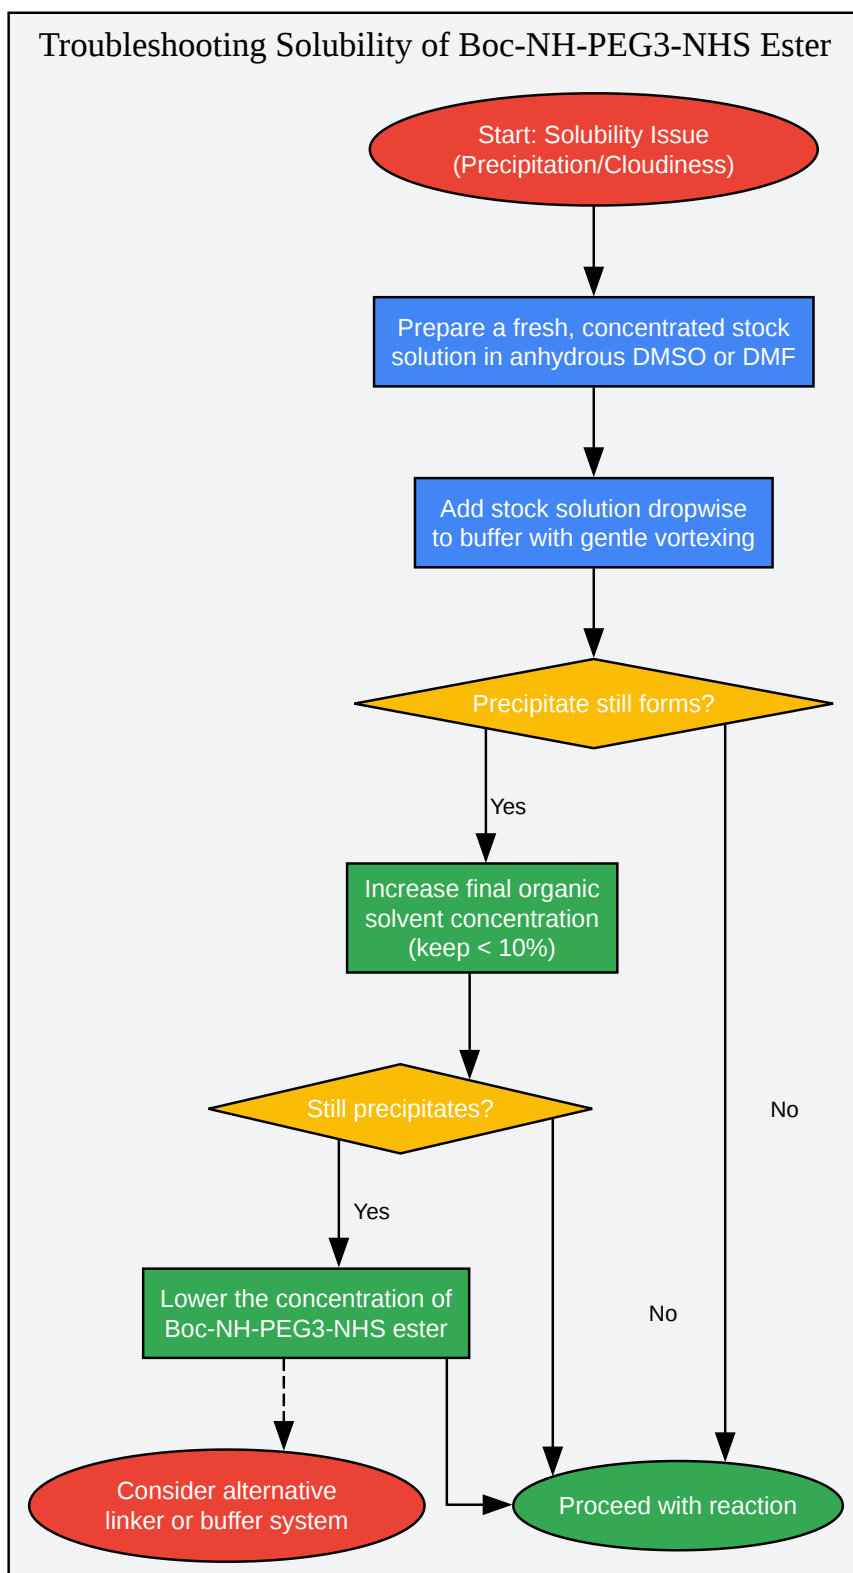 Troubleshooting Solubility of Boc-NH-PEG3-NHS Ester
Start: Solubility Issue
(Precipitation/Cloudiness)
Prepare a fresh, concentrated stock
solution in anhydrous DMSO or DMF
Add stock solution dropwise
to buffer with gentle vortexing
Precipitate still forms?
Yes
Increase final organic
solvent concentration
(keep < 10%)
Still precipitates?
No
Yes
Lower the concentration of
Boc-NH-PEG3-NHS ester
No
Consider alternative
linker or buffer system
Proceed with reaction